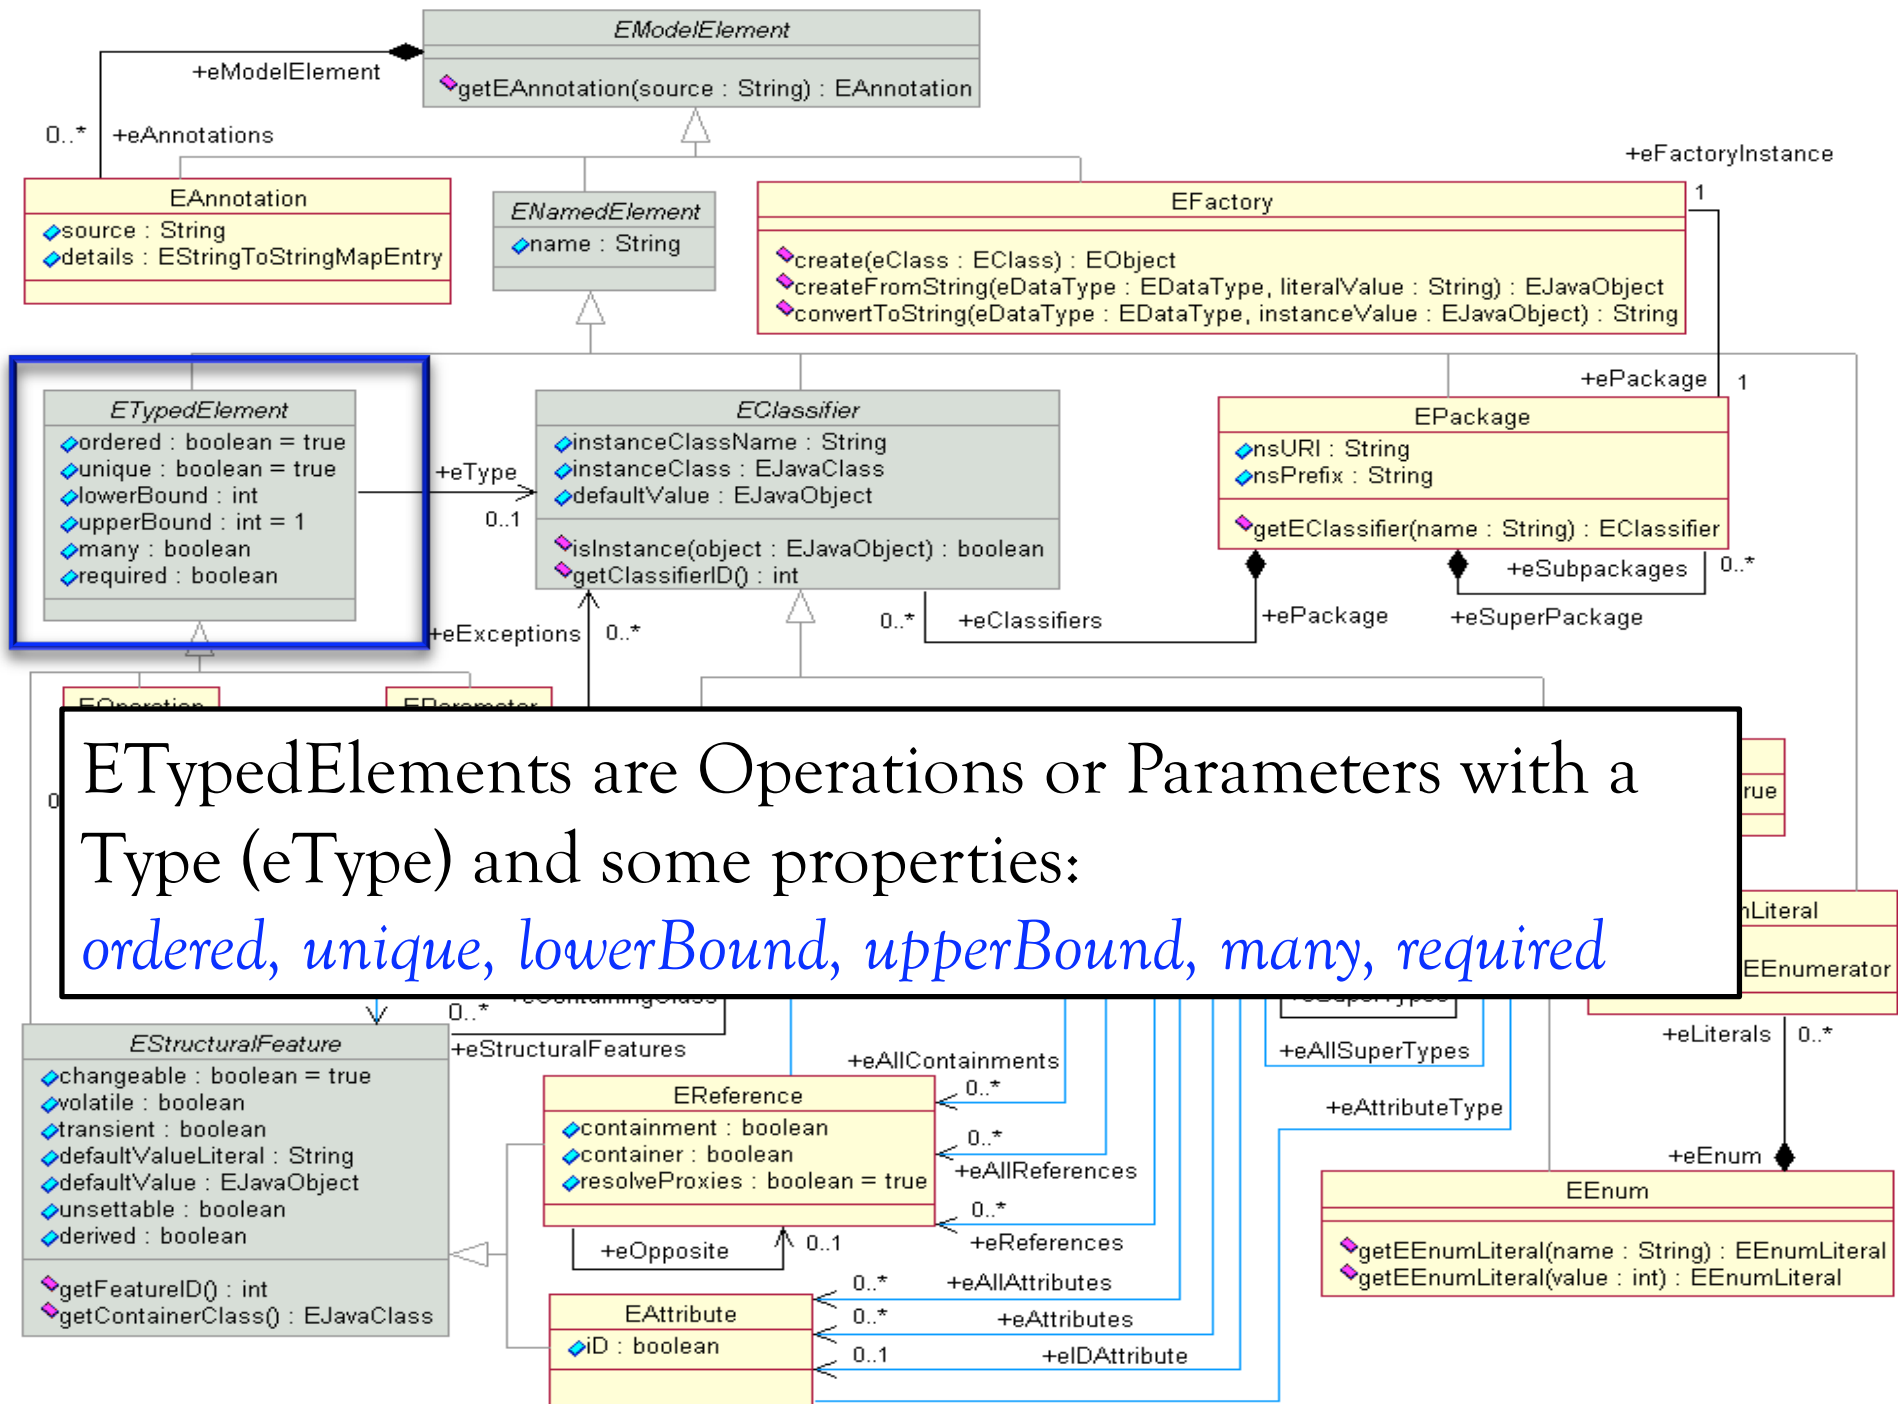 EModelElement
getEAnnotation(source : String) : EAnnotation
+eModelElement
0..*
+eAnnotations
+eFactoryInstance
1
EAnnotation
source : String
details : EStringToStringMapEntry
ENamedElement
name : String
EFactory
create(eClass : EClass) : EObject
createFromString(eDataType : EDataType, literalValue : String) : EJavaObject
convertToString(eDataType : EDataType, instanceValue : EJavaObject) : String
+ePackage
1
ETypedElement
ordered : boolean = true
unique : boolean = true
lowerBound : int
upperBound : int = 1
many : boolean
required : boolean
+eType
0..1
EClassifier
instanceClassName : String
instanceClass : EJavaClass
defaultValue : EJavaObject
isInstance(object : EJavaObject) : boolean
getClassifierID() : int
EPackage
nsURI : String
nsPrefix : String
getEClassifier(name : String) : EClassifier
+eSubpackages
0..*
+eSuperPackage
+ePackage
0..*
+eClassifiers
+eExceptions
0..*
EOperation
EParameter
0
ETypedElements are Operations or Parameters with a
Type (eType) and some properties:
ordered, unique, lowerBound, upperBound, many, required
rue
nLiteral
EEnumerator
0..*
+eContainingClass
+eSuperTypes
+eStructuralFeatures
EStructuralFeature
changeable : boolean = true
volatile : boolean
transient : boolean
defaultValueLiteral : String
defaultValue : EJavaObject
unsettable : boolean
derived : boolean
getFeatureID() : int
getContainerClass() : EJavaClass
+eAllContainments
0..*
EReference
containment : boolean
container : boolean
resolveProxies : boolean = true
0..*
+eAllReferences
0..*
+eReferences
+eOpposite
0..1
+eAllSuperTypes
+eAttributeType
+eLiterals
0..*
+eEnum
EEnum
getEEnumLiteral(name : String) : EEnumLiteral
getEEnumLiteral(value : int) : EEnumLiteral
0..*
+eAllAttributes
0..*
+eAttributes
0..1
+eIDAttribute
EAttribute
iD : boolean